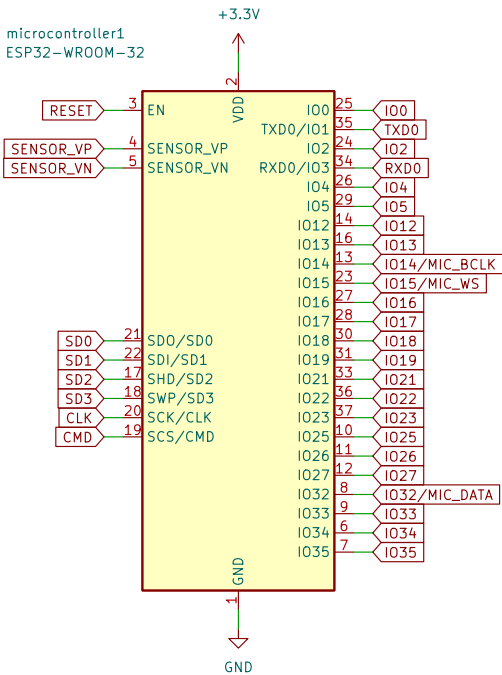 +3.3V
microcontroller1
ESP32-WROOM-32
2
VDD
RESET 3 EN
IO0 25 IO0
TXD0/IO1 35 TXD0
SENSOR_VP 4 SENSOR_VP
IO2 24 IO2
SENSOR_VN 5 SENSOR_VN
RXD0/IO3 34 RXD0
IO4 26 IO4
IO5 29 IO5
IO12 14 IO12
IO13 16 IO13
IO14 13 IO14/MIC_BCLK
IO15 23 IO15/MIC_WS
IO16 27 IO16
IO17 28 IO17
SD0 21 SDO/SD0
IO18 30 IO18
SD1 22 SDI/SD1
IO19 31 IO19
SD2 17 SHD/SD2
IO21 33 IO21
SD3 18 SWP/SD3
IO22 36 IO22
CLK 20 SCK/CLK
IO23 37 IO23
CMD 19 SCS/CMD
IO25 10 IO25
IO26 11 IO26
IO27 12 IO27
IO32 8 IO32/MIC_DATA
IO33 9 IO33
IO34 6 IO34
IO35 7 IO35
GND
1
GND